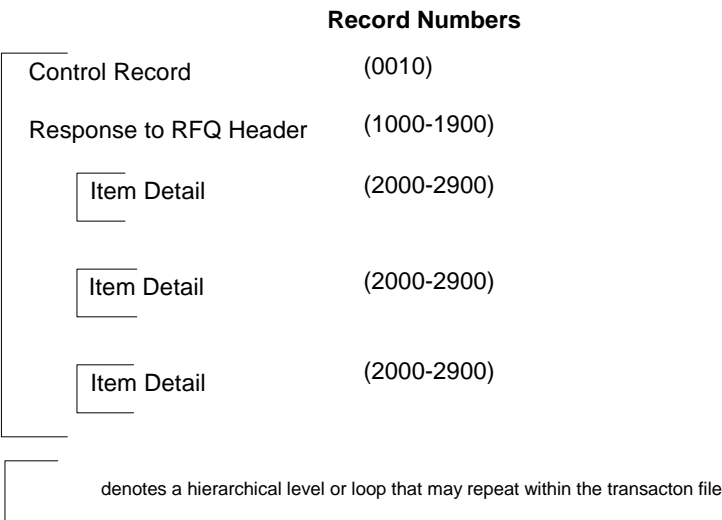 Record Numbers
Control Record (0010)
Response to RFQ Header (1000-1900)
Item Detail (2000-2900)
Item Detail (2000-2900)
Item Detail (2000-2900)
denotes a hierarchical level or loop that may repeat within the transacton file